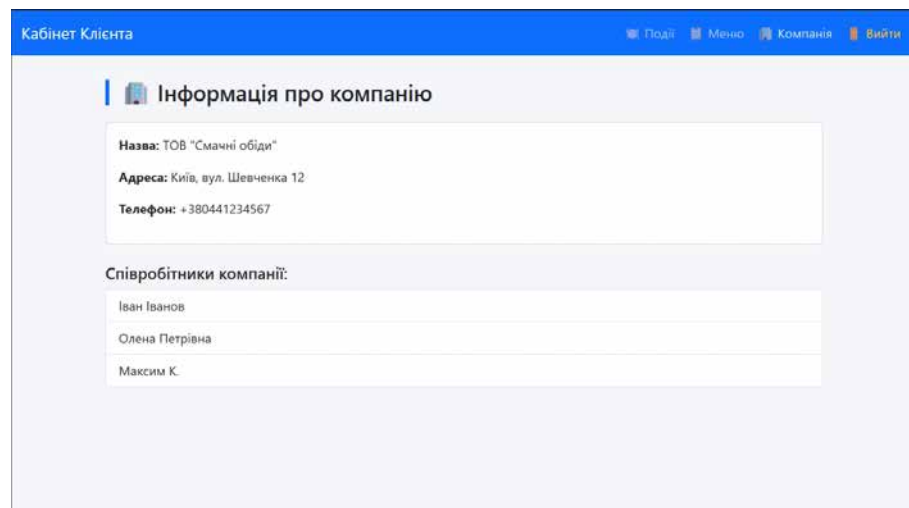 Кабінет Клієнта
Події Меню Компанія Вийти
Інформація про компанію
Назва: ТОВ "Смачні обіди"
Адреса: Київ, вул. Шевченка 12
Телефон: +380441234567
Співробітники компанії:
Іван Іванов
Олена Петрівна
Максим К.